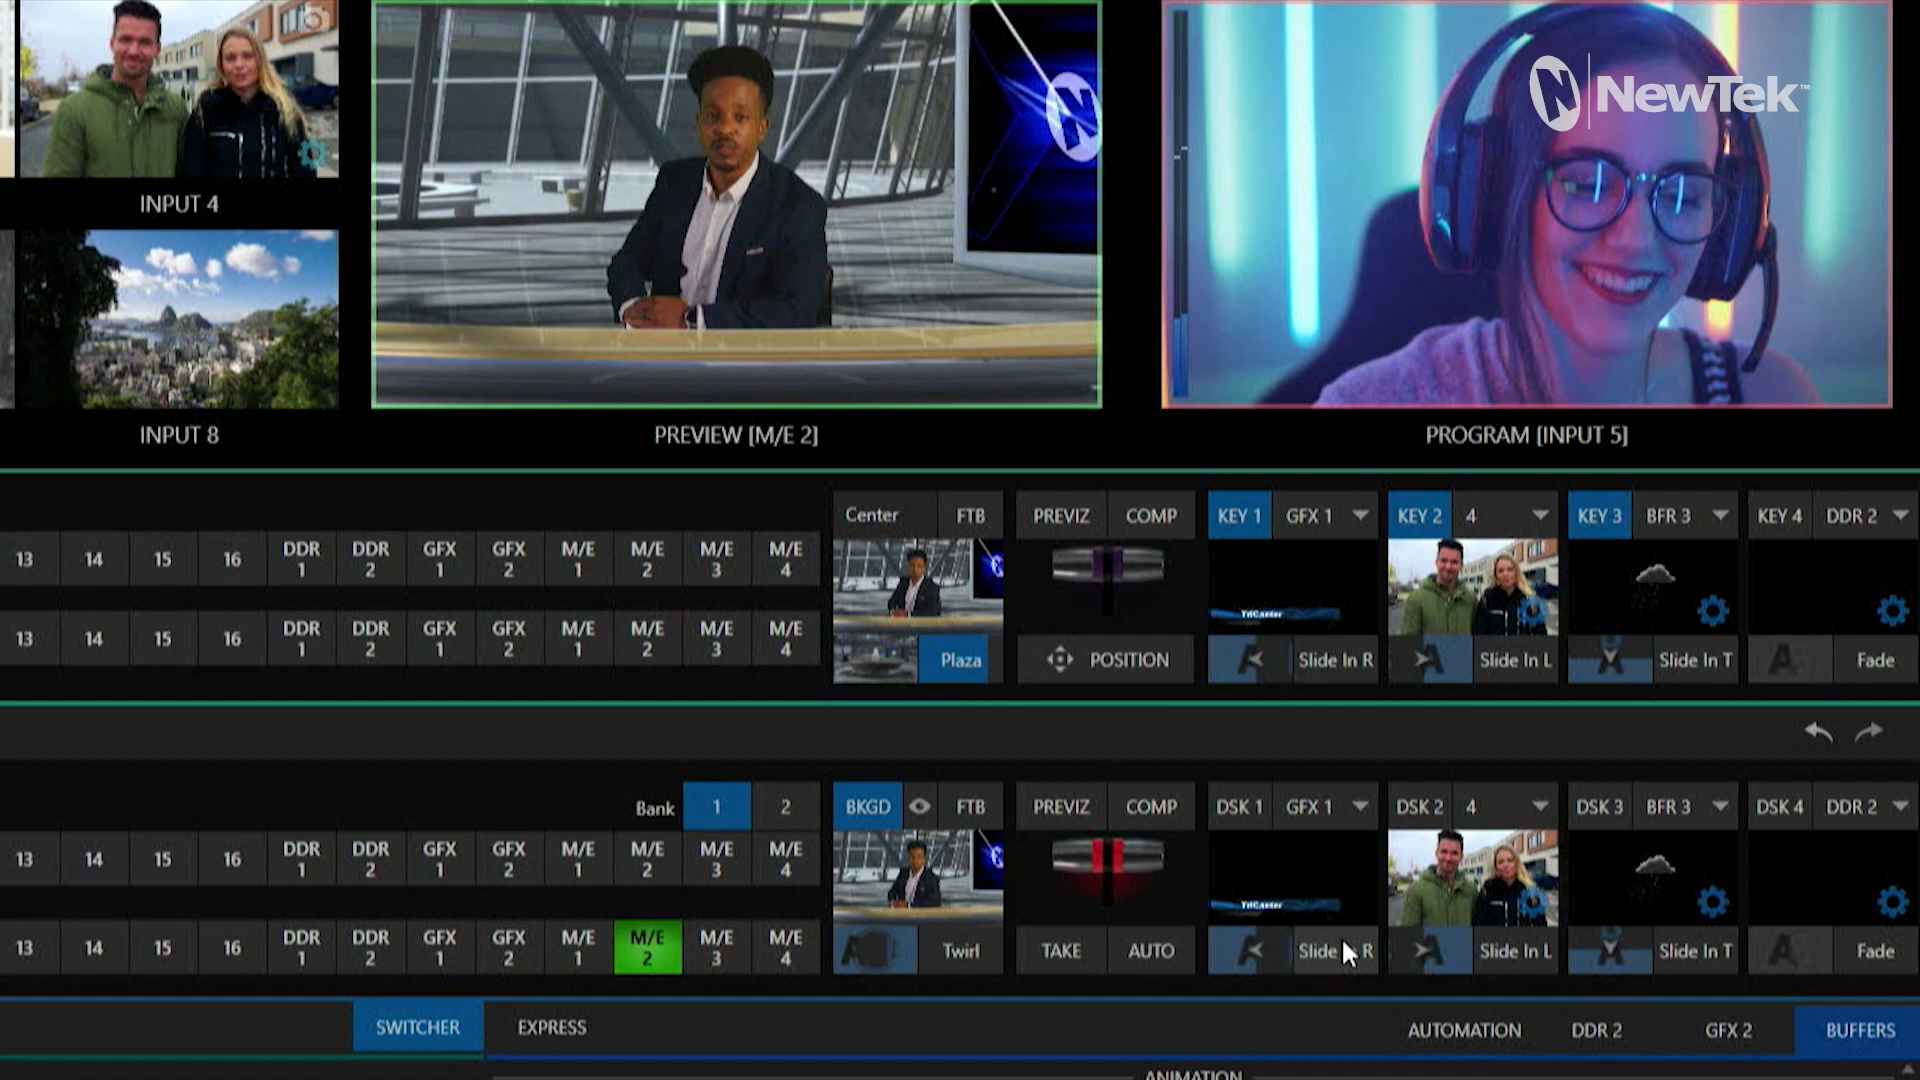 NewTek™
INPUT 4
INPUT 8
PREVIEW [M/E 2]
PROGRAM [INPUT 5]
Center FTB PREVIZ COMP KEY 1 GFX 1 KEY 2 4 KEY 3 BFR 3 KEY 4 DDR 2
13 14 15 16 DDR 1 DDR 2 GFX 1 GFX 2 M/E 1 M/E 2 M/E 3 M/E 4
TriCaster
13 14 15 16 DDR 1 DDR 2 GFX 1 GFX 2 M/E 1 M/E 2 M/E 3 M/E 4
Plaza POSITION Slide In R Slide In L Slide In T Fade
Bank 1 2 BKGD FTB PREVIZ COMP DSK 1 GFX 1 DSK 2 4 DSK 3 BFR 3 DSK 4 DDR 2
13 14 15 16 DDR 1 DDR 2 GFX 1 GFX 2 M/E 1 M/E 2 M/E 3 M/E 4
TriCaster
13 14 15 16 DDR 1 DDR 2 GFX 1 GFX 2 M/E 1 M/E 2 M/E 3 M/E 4
Twirl TAKE AUTO Slide R Slide In L Slide In T Fade
SWITCHER EXPRESS AUTOMATION DDR 2 GFX 2 BUFFERS
ANIMATION